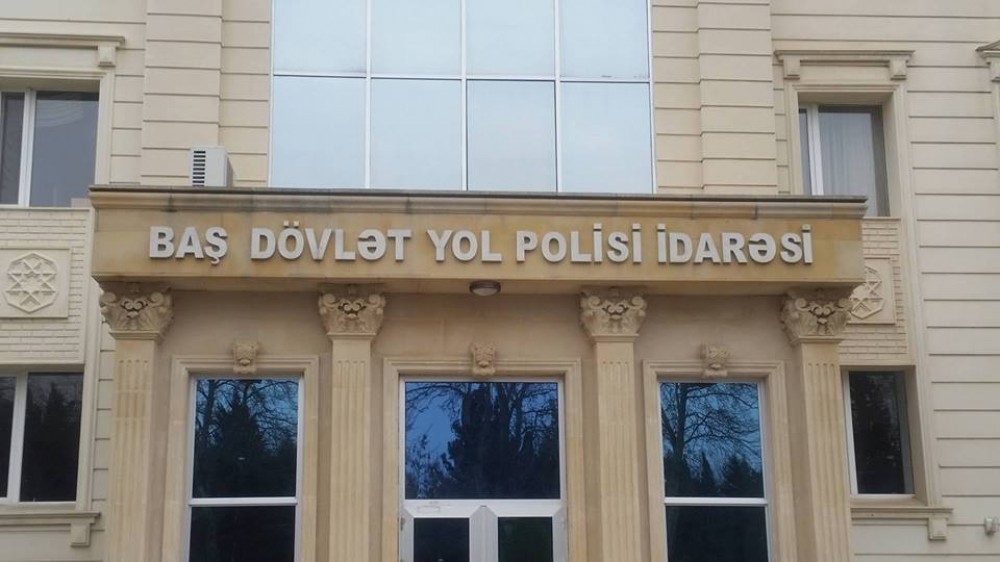 BAŞ DÖVLƏT YOL POLİSİ İDARƏSİ